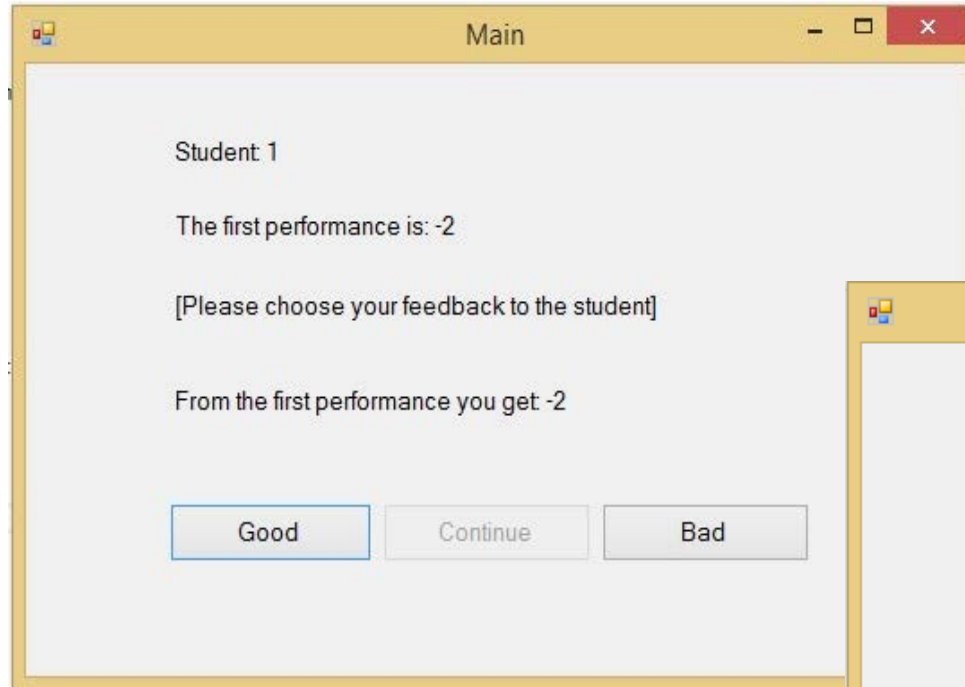 Main
Student: 1
The first performance is: -2
[Please choose your feedback to the student]
From the first performance you get: -2
Good Continue Bad